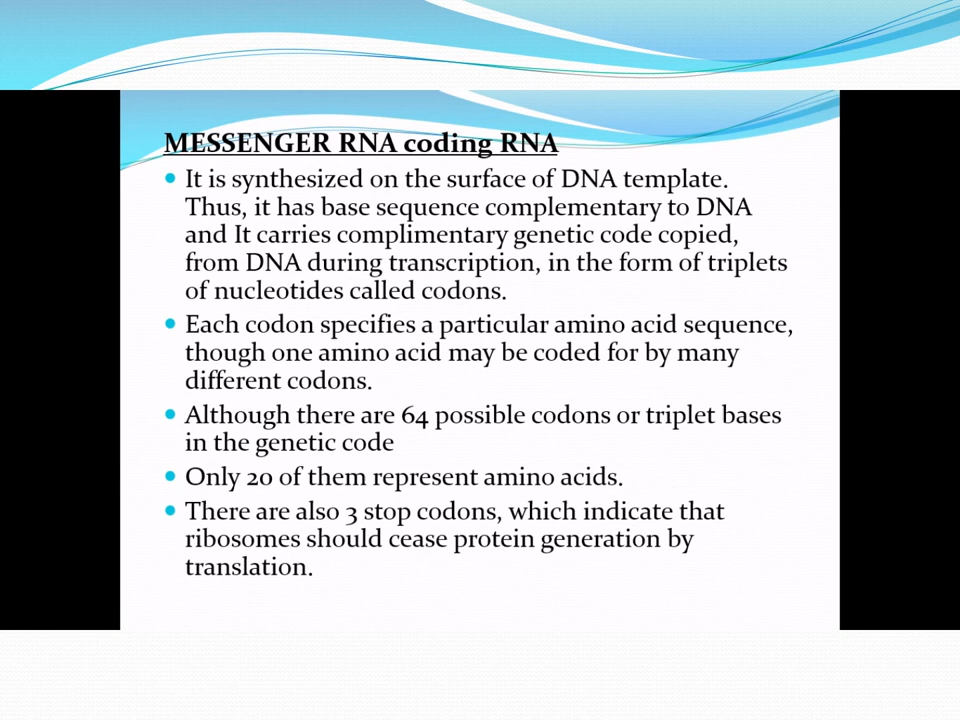 MESSENGER RNA coding RNA
• It is synthesized on the surface of DNA template.
Thus, it has base sequence complementary to DNA
and It carries complimentary genetic code copied,
from DNA during transcription, in the form of triplets
of nucleotides called codons.
• Each codon specifies a particular amino acid sequence,
though one amino acid may be coded for by many
different codons.
• Although there are 64 possible codons or triplet bases
in the genetic code
• Only 20 of them represent amino acids.
• There are also 3 stop codons, which indicate that
ribosomes should cease protein generation by
translation.